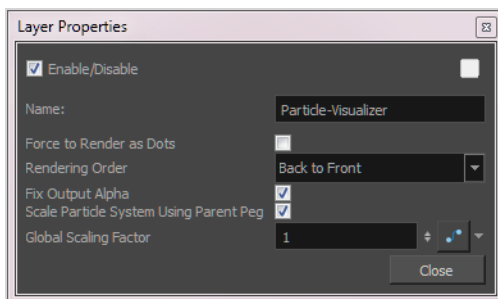 Layer Properties
Enable/Disable
Name: Particle-Visualizer
Force to Render as Dots
Rendering Order Back to Front
Fix Output Alpha
Scale Particle System Using Parent Peg
Global Scaling Factor 1
Close